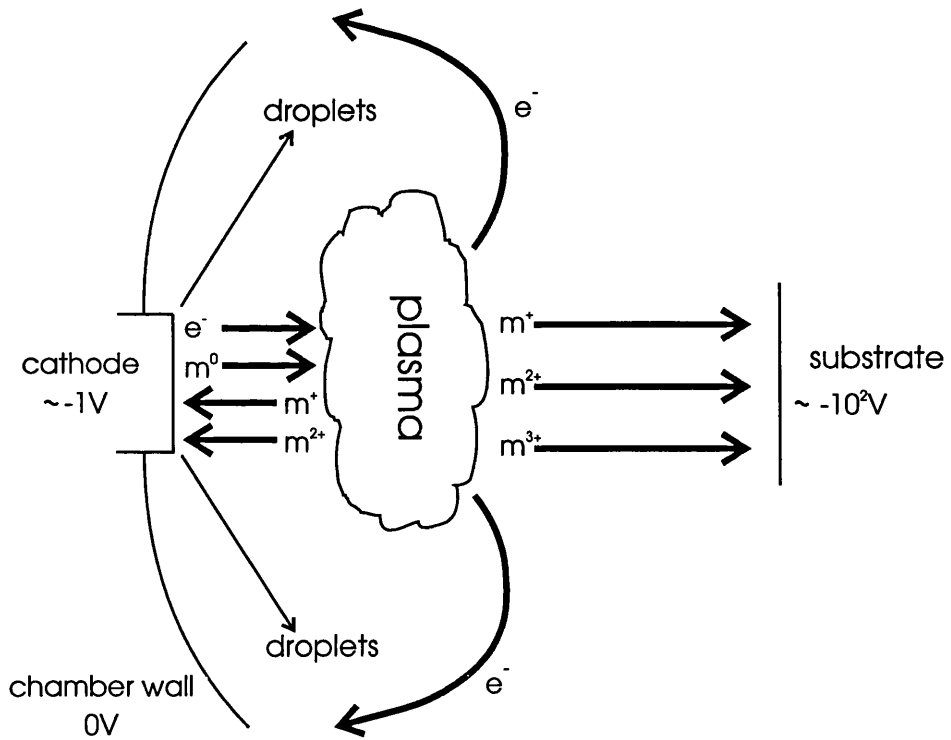 e⁻
droplets
e⁻
m⁰
m⁺
m²⁺
cathode
~ -1V
plasma
m⁺
m²⁺
m³⁺
substrate
~ -10²V
droplets
e⁻
chamber wall
0V